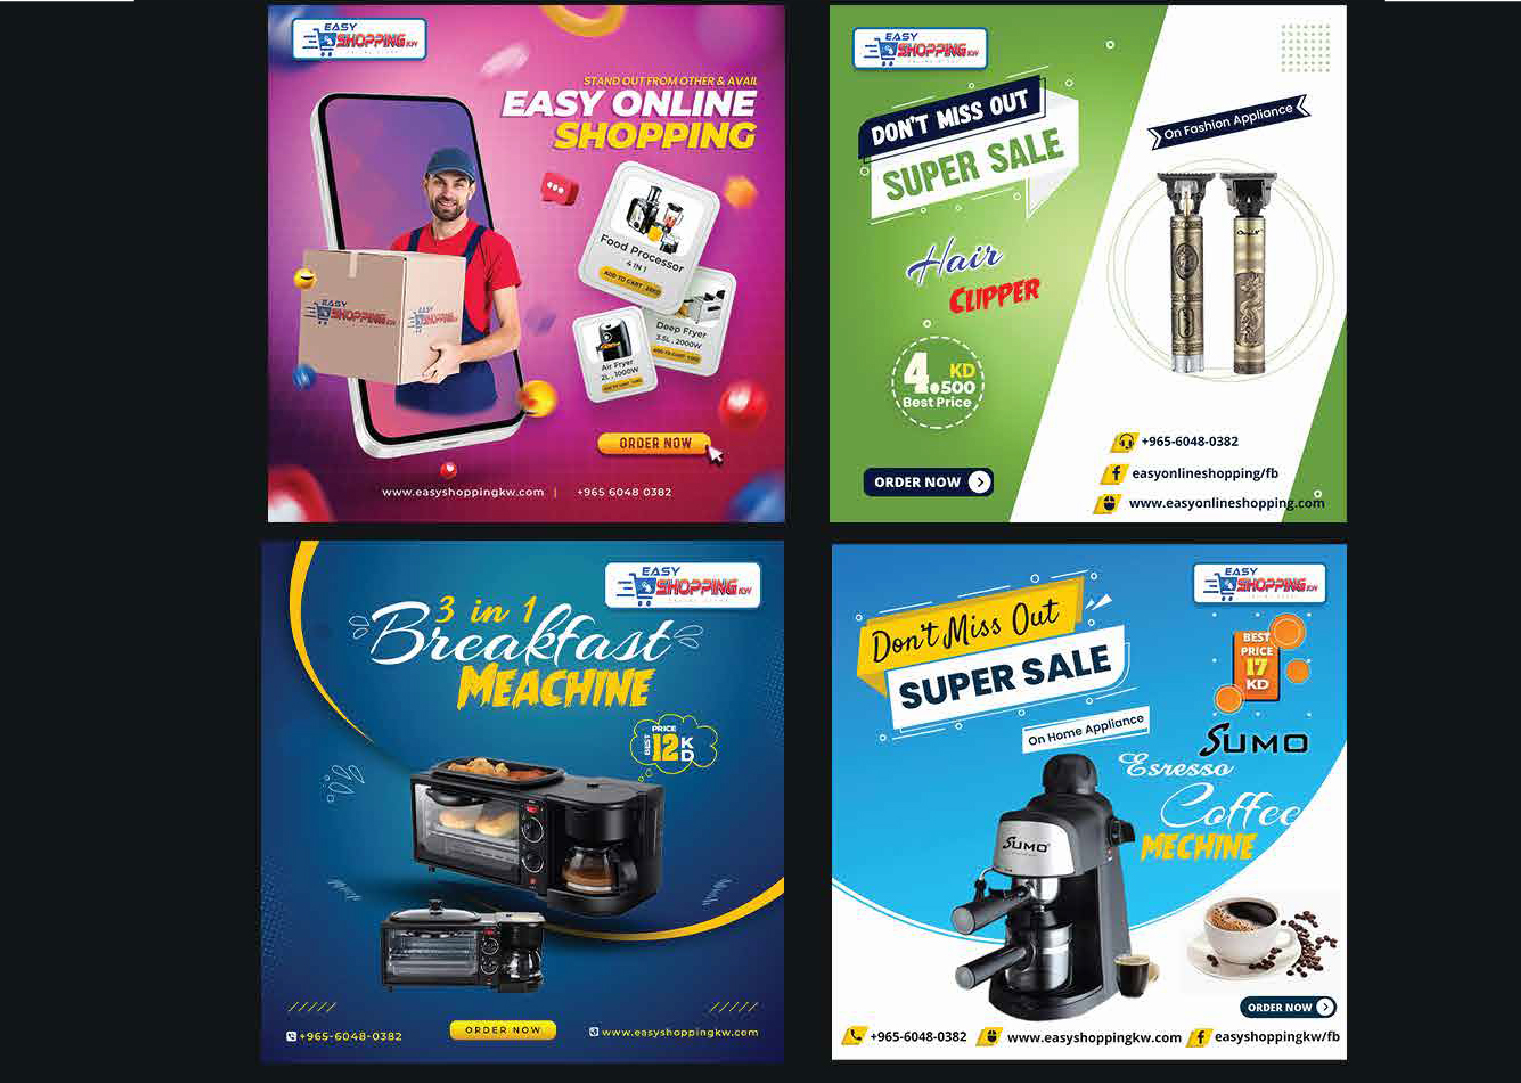 EASY
SHOPPING KW
STAND OUT FROM OTHER & AVAIL
EASY ONLINE
SHOPPING
Food Processor
4 IN 1
ADD TO CART
Deep Fryer
3.5L, 2000W
Air Fryer
2L, 1000W
EASY
SHOPPING KW
EASY
SHOPPING
ORDER NOW
www.easyshoppingkw.com | +965 6048 0382
EASY
SHOPPING KW
DON'T MISS OUT
SUPER SALE
On Fashion Appliance
Hair
CLIPPER
4.500 KD
Best Price
ORDER NOW
+965-6048-0382
easyonlineshopping/fb
www.easyonlineshopping.com
EASY
SHOPPING KW
3 in 1
Breakfast
MEACHINE
BEST PRICE 12 KD
+965-6048-0382
ORDER NOW
www.easyshoppingkw.com
EASY
SHOPPING KW
Don't Miss Out
SUPER SALE
On Home Appliance
BEST
PRICE
17
KD
SUMO
Esresso
Coffee
MECHINE
SUMO
ORDER NOW
+965-6048-0382
www.easyshoppingkw.com
easyshoppingkw/fb